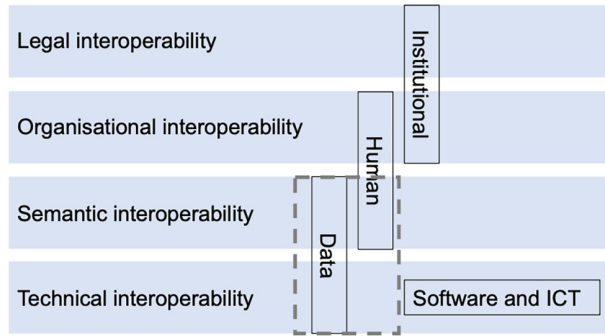 Legal interoperability
Institutional
Organisational interoperability
Human
Semantic interoperability
Data
Technical interoperability
Software and ICT